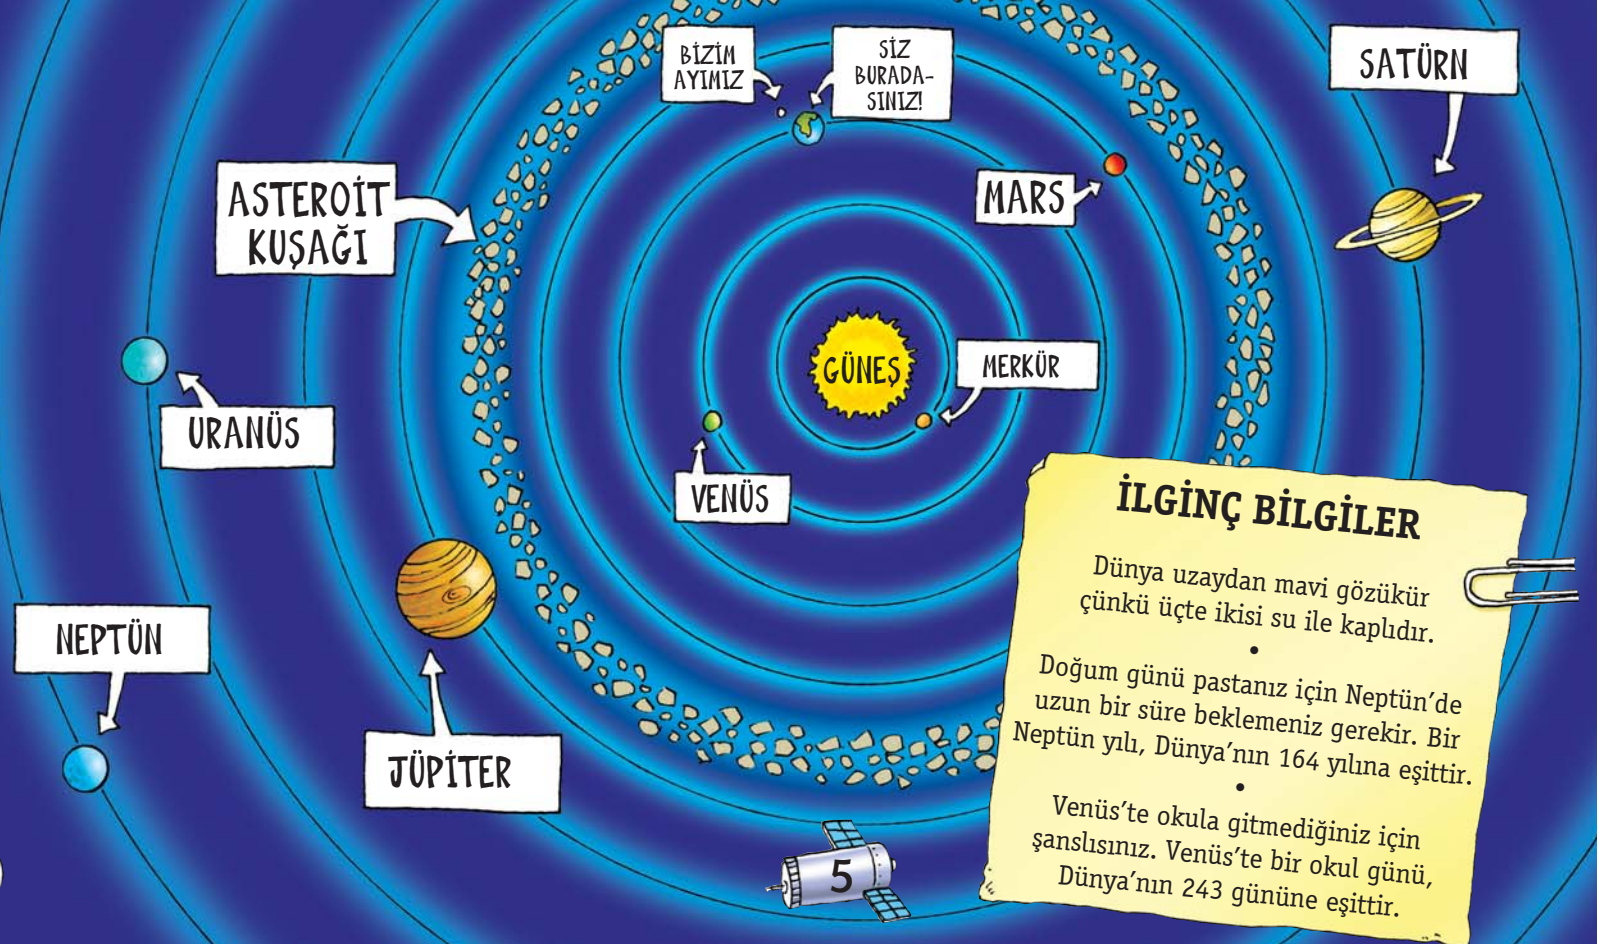 BİZİM
AYIMIZ
SİZ
BURADA-
SINIZ!
SATÜRN
ASTEROİT
KUŞAĞI
MARS
GÜNEŞ
MERKÜR
URANÜS
VENÜS
NEPTÜN
JÜPİTER
İLGİNÇ BİLGİLER
Dünya uzaydan mavi gözükür
çünkü üçte ikisi su ile kaplıdır.
•
Doğum günü pastanız için Neptün’de
uzun bir süre beklemeniz gerekir. Bir
Neptün yılı, Dünya’nın 164 yılına eşittir.
•
Venüs’te okula gitmediğiniz için
şanslısınız. Venüs’te bir okul günü,
Dünya’nın 243 gününe eşittir.
5